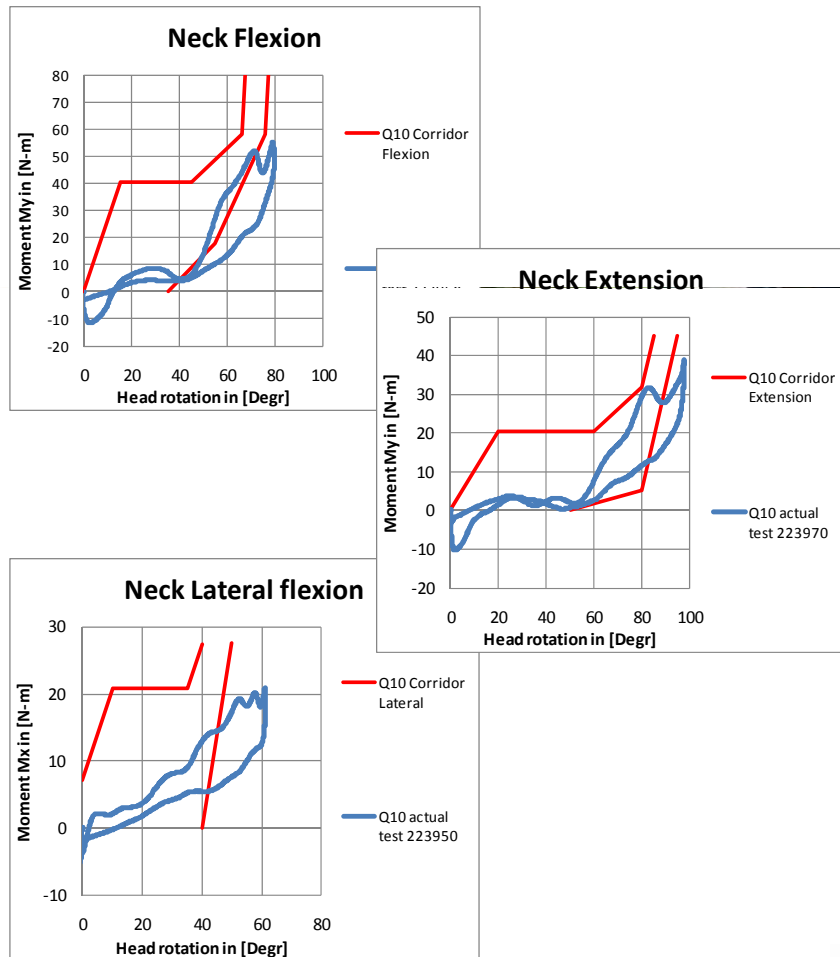 Neck Flexion
80
70
60
50
40
30
20
10
0
-10
-20
Moment My in [N-m]
0 20 40 60 80 100
Head rotation in [Degr]
Q10 Corridor
Flexion
Neck Extension
50
40
30
20
10
0
-10
-20
Moment My in [N-m]
0 20 40 60 80 100
Head rotation in [Degr]
Q10 Corridor
Extension
Q10 actual
test 223970
Neck Lateral flexion
30
20
10
0
-10
Moment Mx in [N-m]
0 20 40 60 80
Head rotation in [Degr]
Q10 Corridor
Lateral
Q10 actual
test 223950